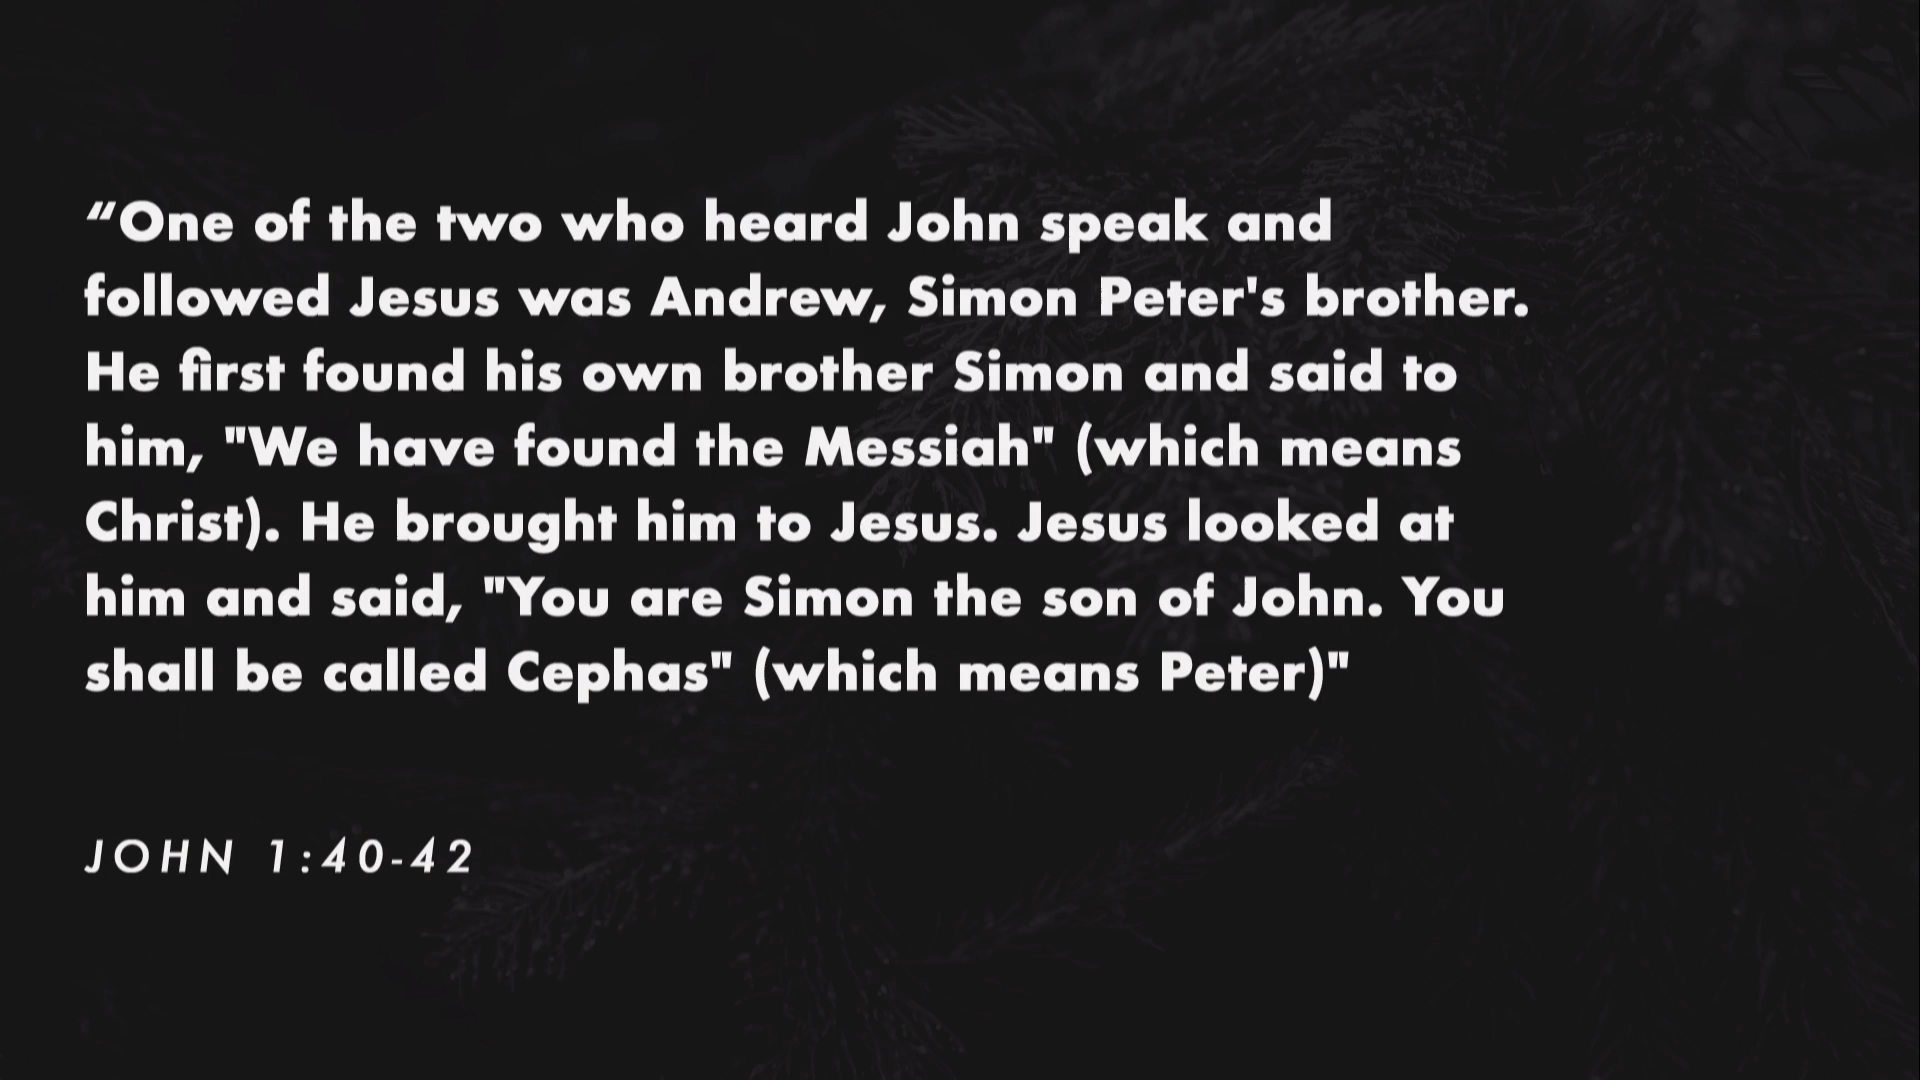 “One of the two who heard John speak and
followed Jesus was Andrew, Simon Peter's brother.
He first found his own brother Simon and said to
him, "We have found the Messiah" (which means
Christ). He brought him to Jesus. Jesus looked at
him and said, "You are Simon the son of John. You
shall be called Cephas" (which means Peter)"
JOHN 1:40-42